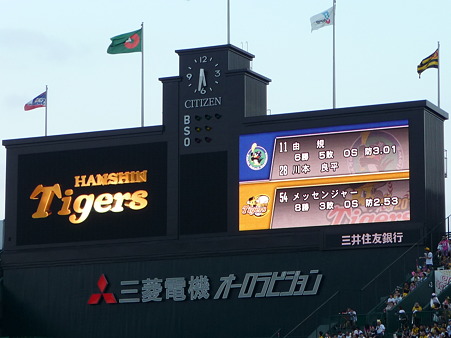 12
6
CITIZEN
B
S
O
HANSHIN
Tigers
11 由 規
6勝 5敗 0S 防3.01
28 川本 良平
54 メッセンジャー
8勝 3敗 0S 防2.53
三井住友銀行
三菱電機 オーロラビジョン